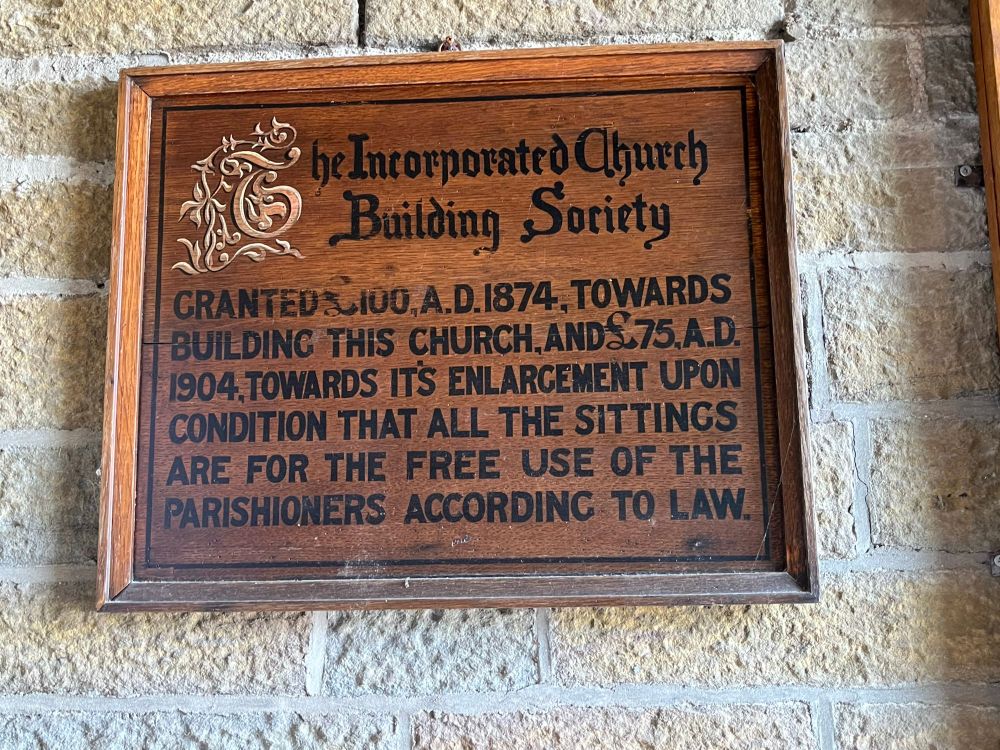 The Incorporated Church
Building Society
GRANTED £100, A.D. 1874, TOWARDS
BUILDING THIS CHURCH, AND £75, A.D.
1904, TOWARDS IT'S ENLARGEMENT UPON
CONDITION THAT ALL THE SITTINGS
ARE FOR THE FREE USE OF THE
PARISHIONERS ACCORDING TO LAW.